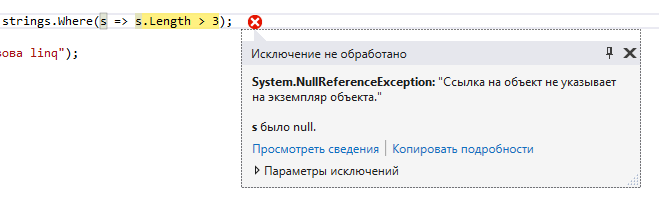 strings.Where(s => s.Length > 3);
зова linq");
Исключение не обработано
System.NullReferenceException: "Ссылка на объект не указывает
на экземпляр объекта."
s было null.
Просмотреть сведения | Копировать подробности
Параметры исключений